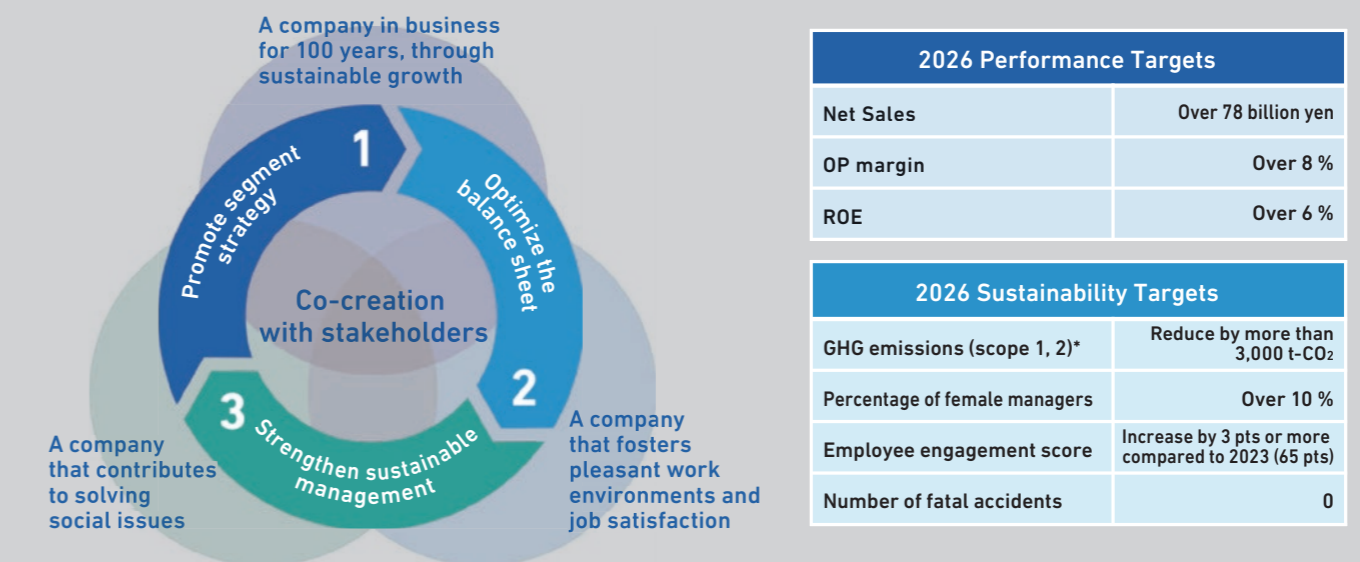 A company in business
for 100 years, through
sustainable growth
1
Promote segment
strategy
Optimize the
balance sheet
2
Co-creation
with stakeholders
3
Strengthen sustainable
management
A company
that contributes
to solving
social issues
A company
that fosters
pleasant work
environments and
job satisfaction
2026 Performance Targets
Net Sales
Over 78 billion yen
OP margin
Over 8 %
ROE
Over 6 %
2026 Sustainability Targets
GHG emissions (scope 1, 2)*
Reduce by more than
3,000 t-CO₂
Percentage of female managers
Over 10 %
Employee engagement score
Increase by 3 pts or more
compared to 2023 (65 pts)
Number of fatal accidents
0